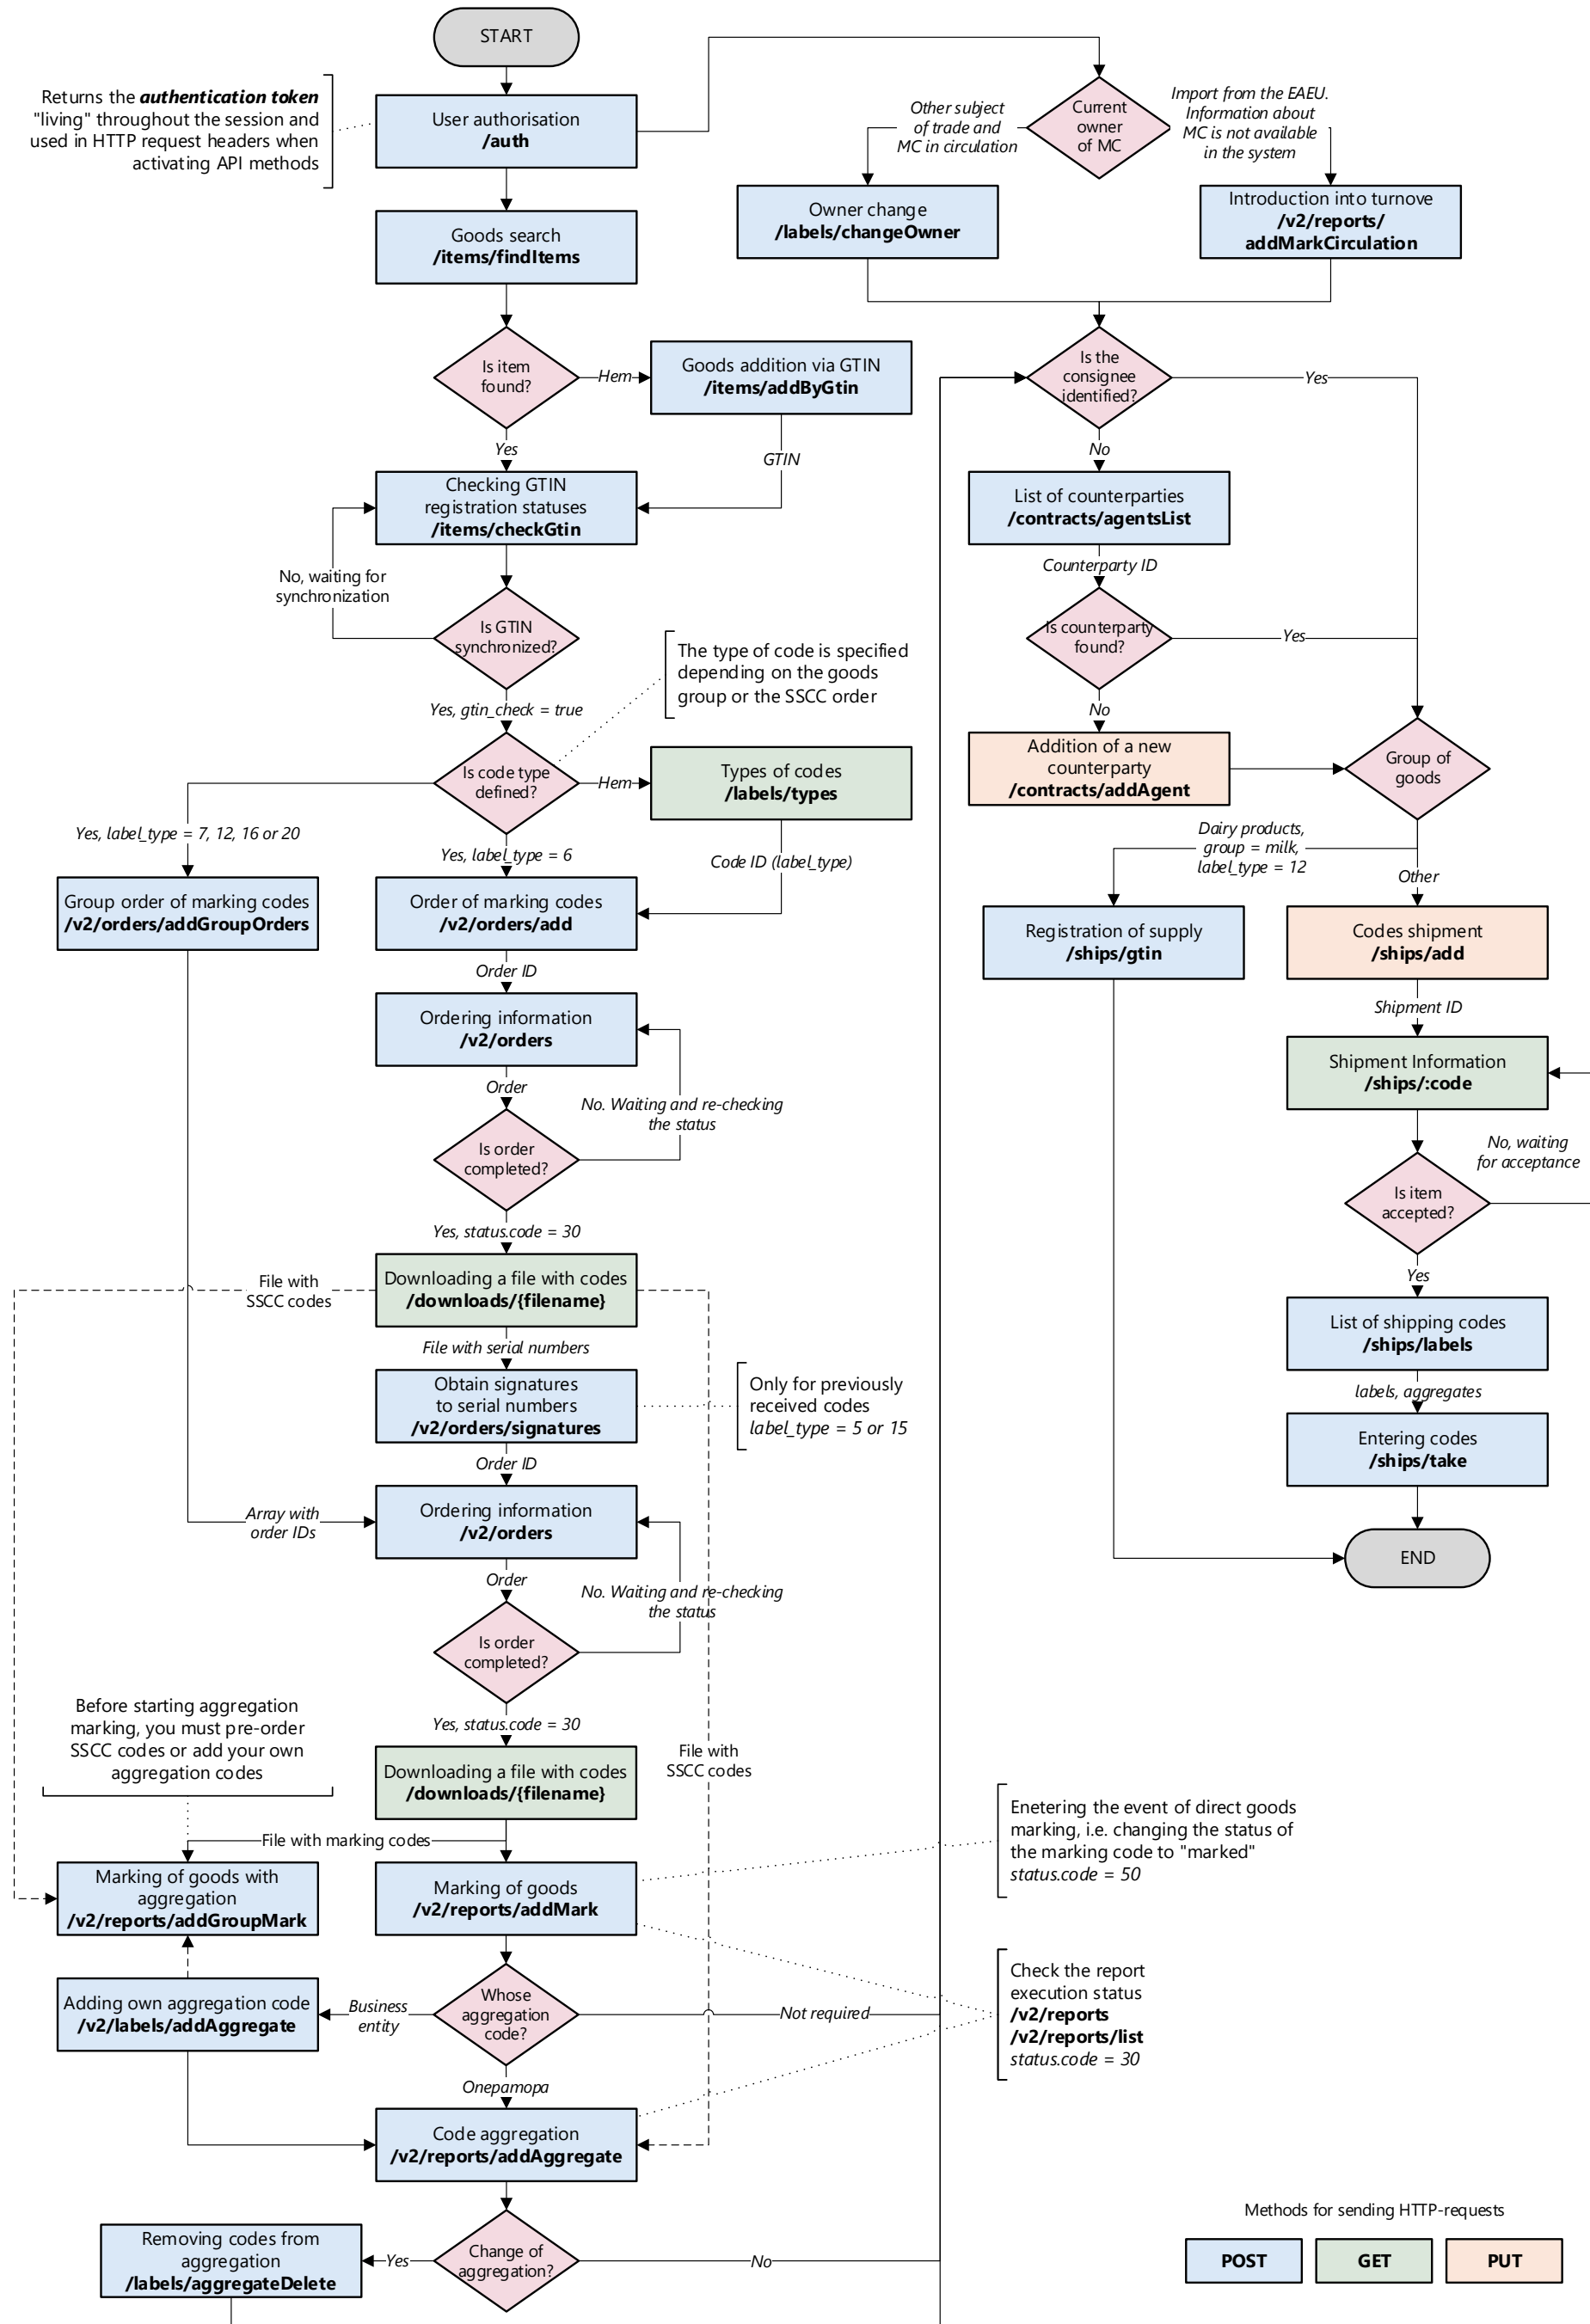 START
Returns the authentication token
"living" throughout the session and
used in HTTP request headers when
activating API methods
User authorisation
/auth
Goods search
/items/findItems
Is item
found?
Hem
Goods addition via GTIN
/items/addByGtin
Yes
GTIN
Checking GTIN
registration statuses
/items/checkGtin
No, waiting for
synchronization
Is GTIN
synchronized?
The type of code is specified
depending on the goods
group or the SSCC order
Yes, gtin_check = true
Is code type
defined?
Hem
Types of codes
/labels/types
Yes, label_type = 7, 12, 16 or 20
Yes, label_type = 6
Code ID (label_type)
Group order of marking codes
/v2/orders/addGroupOrders
Order of marking codes
/v2/orders/add
Order ID
Ordering information
/v2/orders
Order
No. Waiting and re-checking
the status
Is order
completed?
Yes, status.code = 30
File with
SSCC codes
Downloading a file with codes
/downloads/{filename}
File with serial numbers
Obtain signatures
to serial numbers
/v2/orders/signatures
Only for previously
received codes
label_type = 5 or 15
Order ID
Array with
order IDs
Ordering information
/v2/orders
Order
No. Waiting and re-checking
the status
Is order
completed?
Before starting aggregation
marking, you must pre-order
SSCC codes or add your own
aggregation codes
Yes, status.code = 30
File with
SSCC codes
Downloading a file with codes
/downloads/{filename}
File with marking codes
Marking of goods with
aggregation
/v2/reports/addGroupMark
Marking of goods
/v2/reports/addMark
Enetering the event of direct goods
marking, i.e. changing the status of
the marking code to "marked"
status.code = 50
Adding own aggregation code
/v2/labels/addAggregate
Business
entity
Whose
aggregation
code?
Not required
Check the report
execution status
/v2/reports
/v2/reports/list
status.code = 30
Onepamopa
Code aggregation
/v2/reports/addAggregate
Removing codes from
aggregation
/labels/aggregateDelete
Yes
Change of
aggregation?
No
Current
owner
of MC
Other subject
of trade and
MC in circulation
Import from the EAEU.
Information about
MC is not available
in the system
Owner change
/labels/changeOwner
Introduction into turnove
/v2/reports/
addMarkCirculation
Is the
consignee
identified?
Yes
No
List of counterparties
/contracts/agentsList
Counterparty ID
Is counterparty
found?
Yes
No
Addition of a new
counterparty
/contracts/addAgent
Group of
goods
Dairy products,
group = milk,
label_type = 12
Other
Registration of supply
/ships/gtin
Codes shipment
/ships/add
Shipment ID
Shipment Information
/ships/:code
No, waiting
for acceptance
Is item
accepted?
Yes
List of shipping codes
/ships/labels
labels, aggregates
Entering codes
/ships/take
END
Methods for sending HTTP-requests
POST
GET
PUT